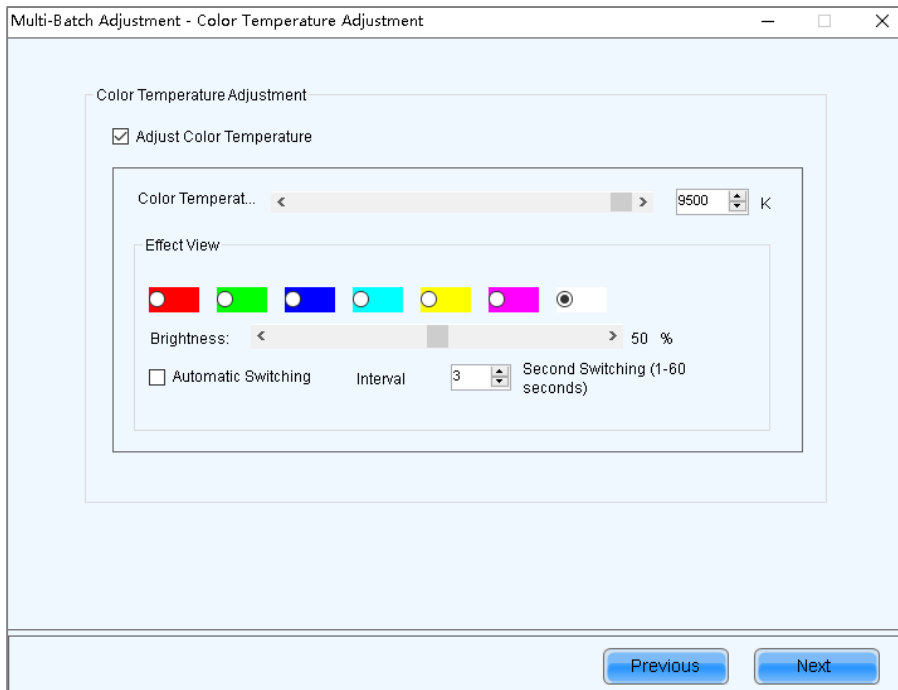 Multi-Batch Adjustment - Color Temperature Adjustment
Color Temperature Adjustment
Adjust Color Temperature
Color Temperat... 9500 K
Effect View
Brightness: 50 %
Automatic Switching Interval 3 Second Switching (1-60
seconds)
Previous Next